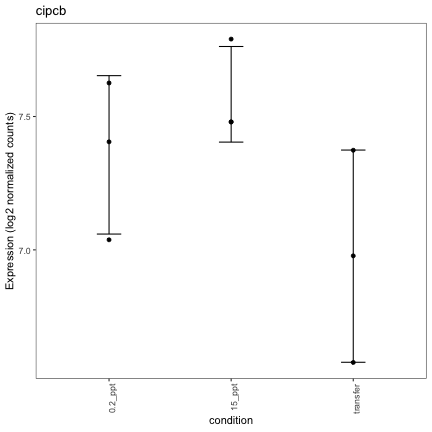 cipcb
Expression (log2 normalized counts)
7.5
7.0
0.2_ppt
15_ppt
transfer
condition